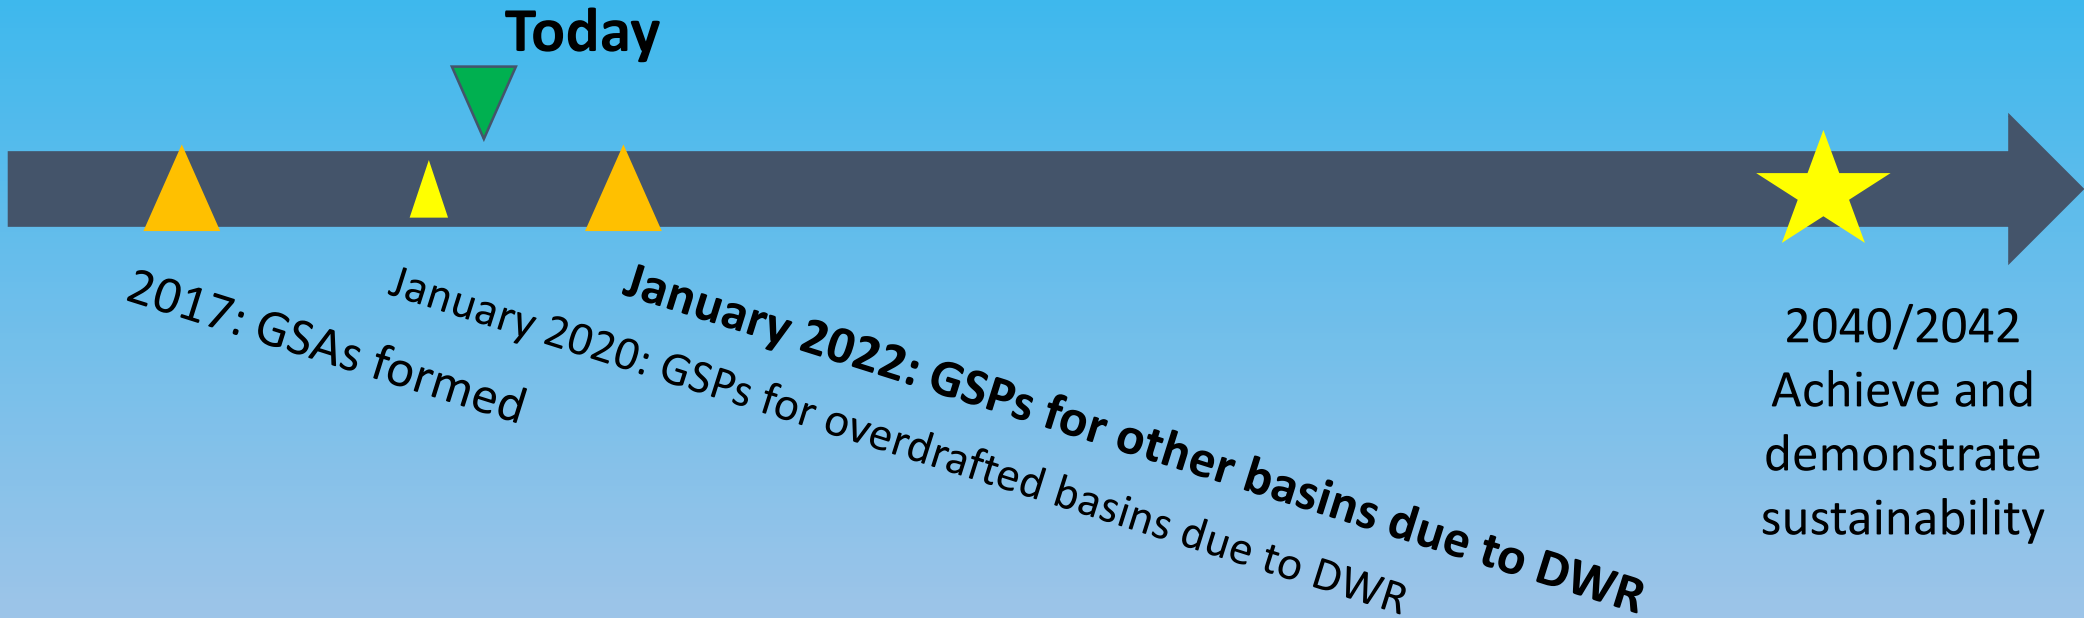 Today
2017: GSAs formed
January 2020: GSPs for overdrafted basins due to DWR
January 2022: GSPs for other basins due to DWR
2040/2042
Achieve and
demonstrate
sustainability